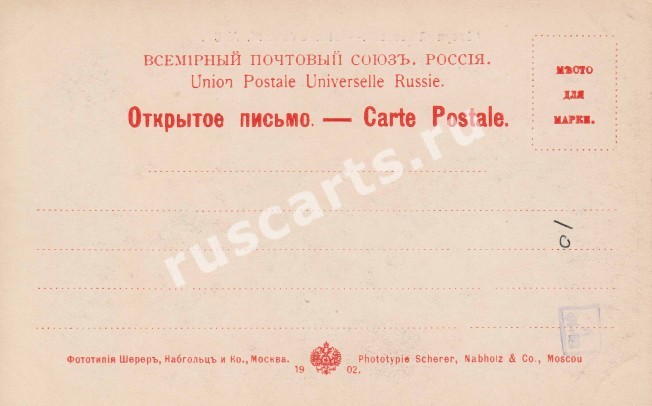 ВСЕМІРНЫЙ ПОЧТОВЫЙ СОЮЗЪ. РОССІЯ.
Union Postale Universelle Russie.
Открытое письмо. — Carte Postale.
МѢСТО
ДЛЯ
МАРКИ.
ruscarts.ru
Фототипія Шереръ, Набгольцъ и Ко., Москва. Phototypie Scherer, Nabholz & Co., Moscou
19 02.